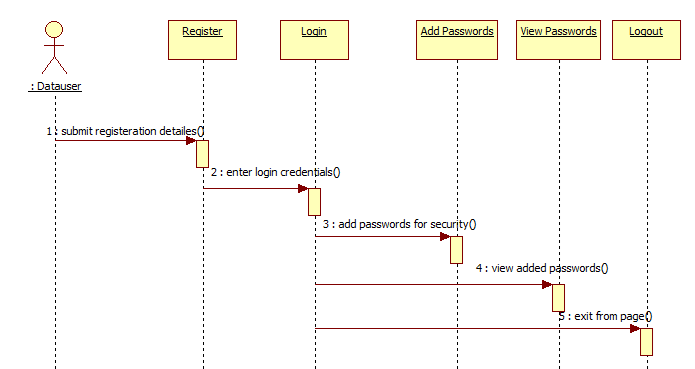 Register
Login
Add Passwords
View Passwords
Logout
: Datauser
1 : submit registeration detailes()
2 : enter login credentials()
3 : add passwords for security()
4 : view added passwords()
5 : exit from page()